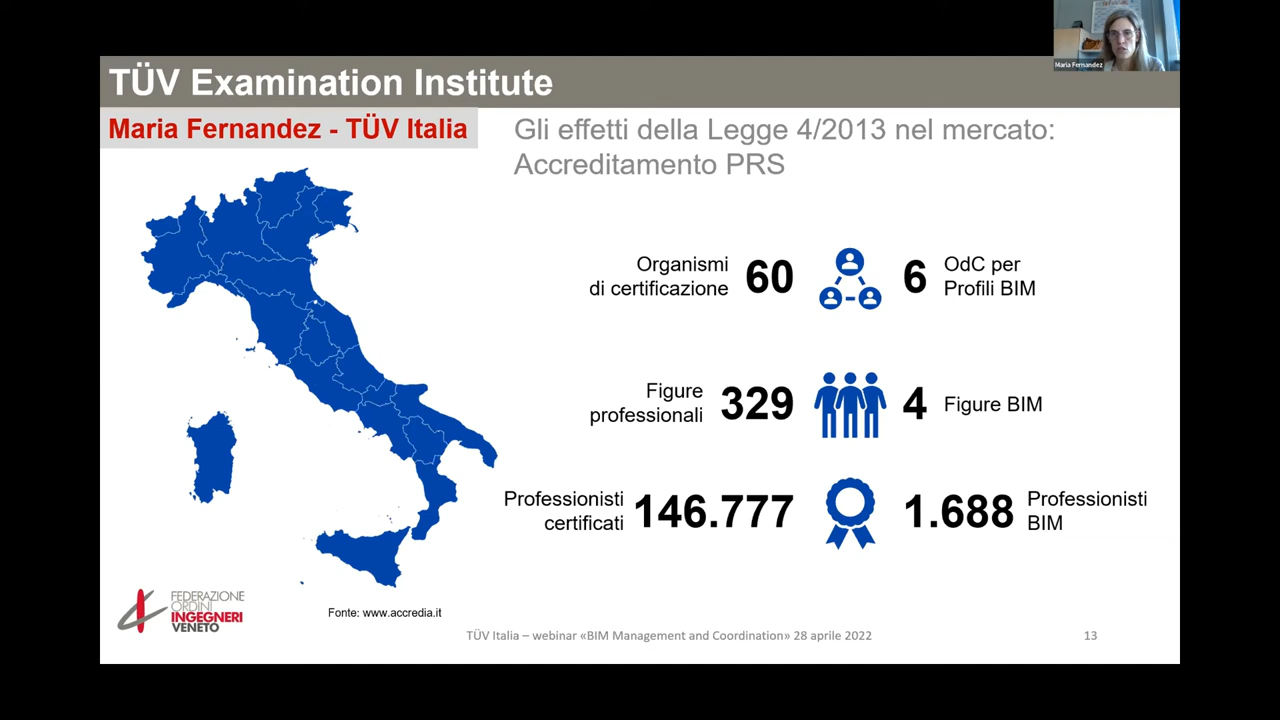 Maria Fernandez
TÜV Examination Institute
Maria Fernandez - TÜV Italia
Gli effetti della Legge 4/2013 nel mercato:
Accreditamento PRS
Organismi
di certificazione
60
6
OdC per
Profili BIM
Figure
professionali
329
4
Figure BIM
Professionisti
certificati
146.777
1.688
Professionisti
BIM
FEDERAZIONE
ORDINI
INGEGNERI
VENETO
Fonte: www.accredia.it
TÜV Italia – webinar «BIM Management and Coordination» 28 aprile 2022
13